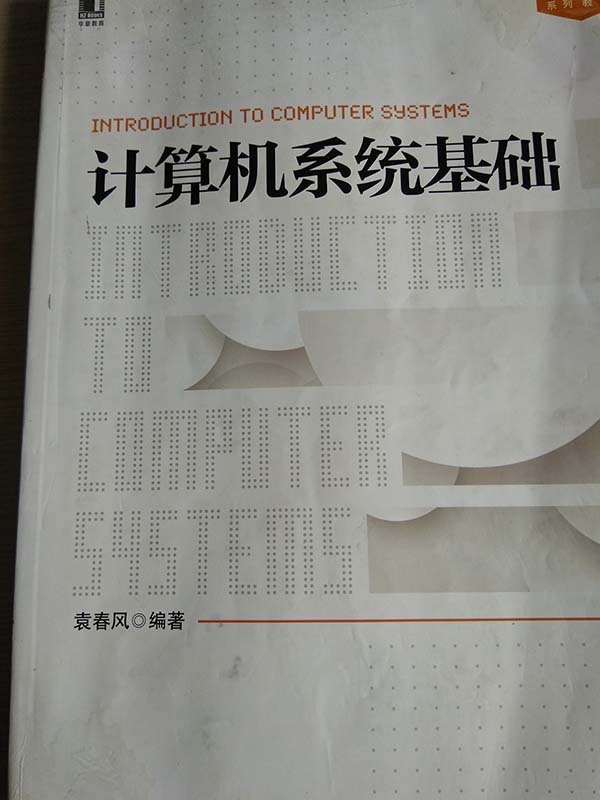 HZ Books
华章教育
系列教
INTRODUCTION TO COMPUTER SYSTEMS
计算机系统基础
INTRODUCTION
TO
COMPUTER
SYSTEMS
袁春风◎编著